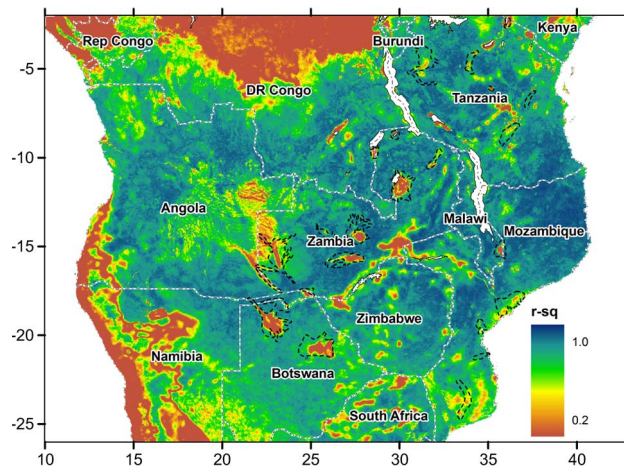 Rep Congo
Burundi
Kenya
-5
DR Congo
Tanzania
-10
Angola
Zambia
Malawi
Mozambique
-15
Zimbabwe
-20
Namibia
Botswana
South Africa
-25
r-sq
1.0
0.2
10 15 20 25 30 35 40